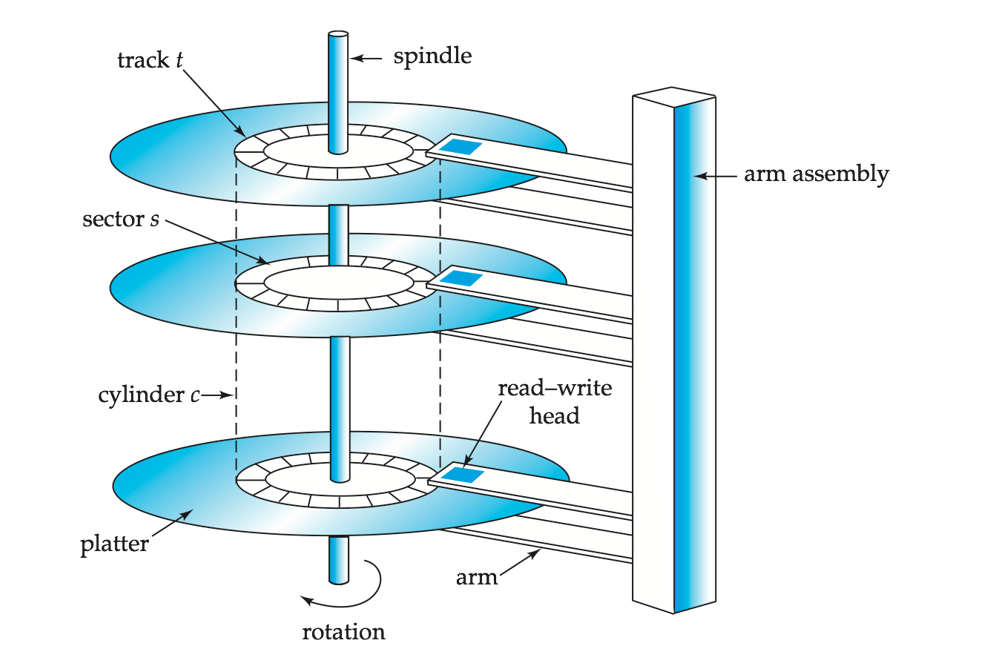 track t
spindle
arm assembly
sector s
cylinder c
read–write
head
platter
arm
rotation